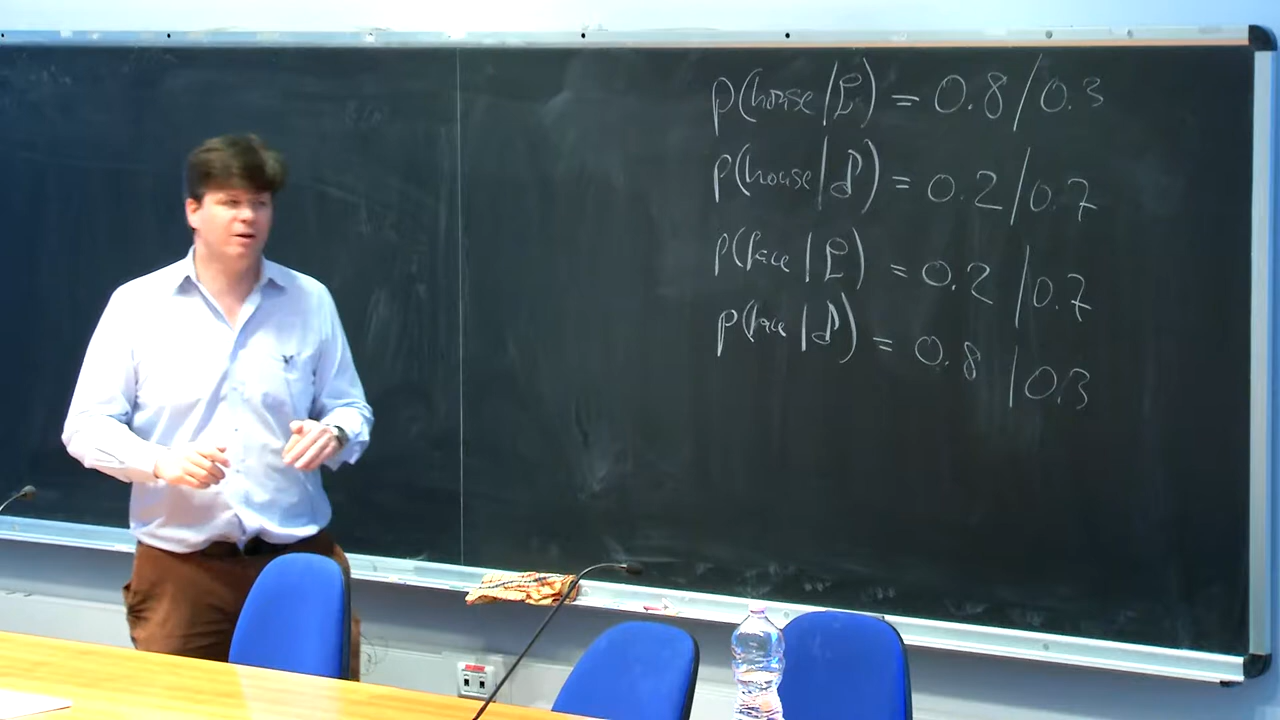 p(house|£) = 0.8/0.3
p(house|♪) = 0.2/0.7
p(face|£) = 0.2/0.7
p(face|♪) = 0.8/0.3